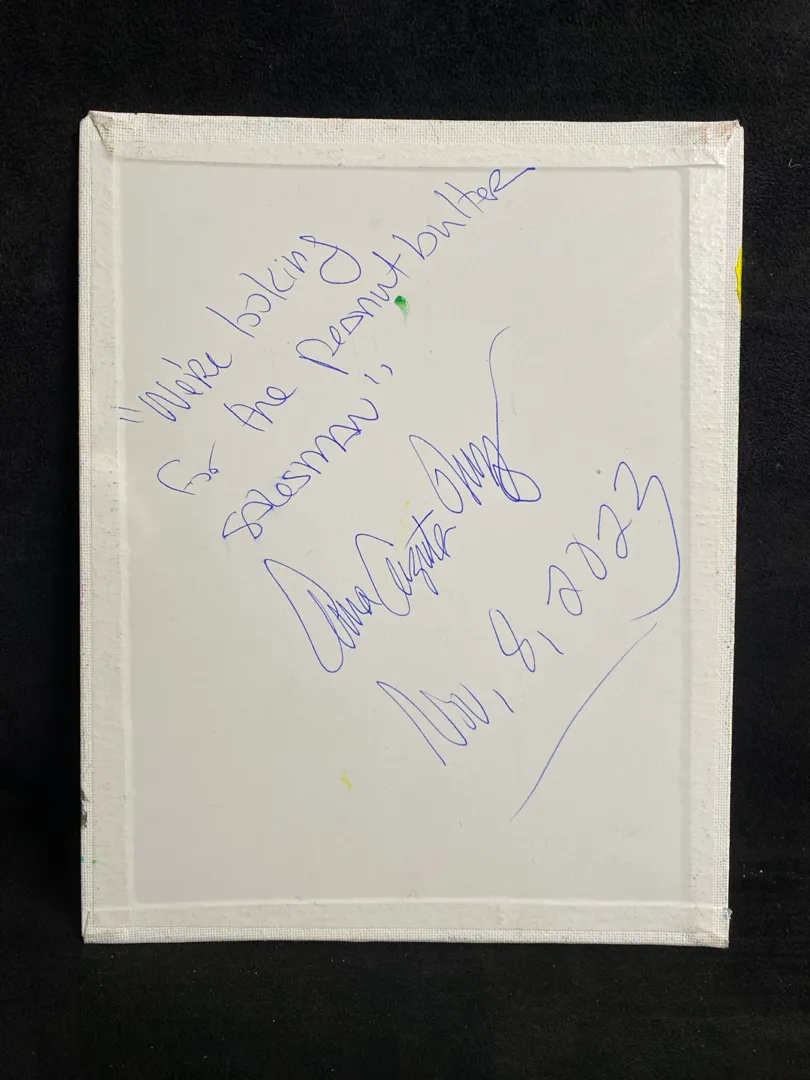 "We're looking
for the peanut butter
salesman",
Nov, 8, 2023